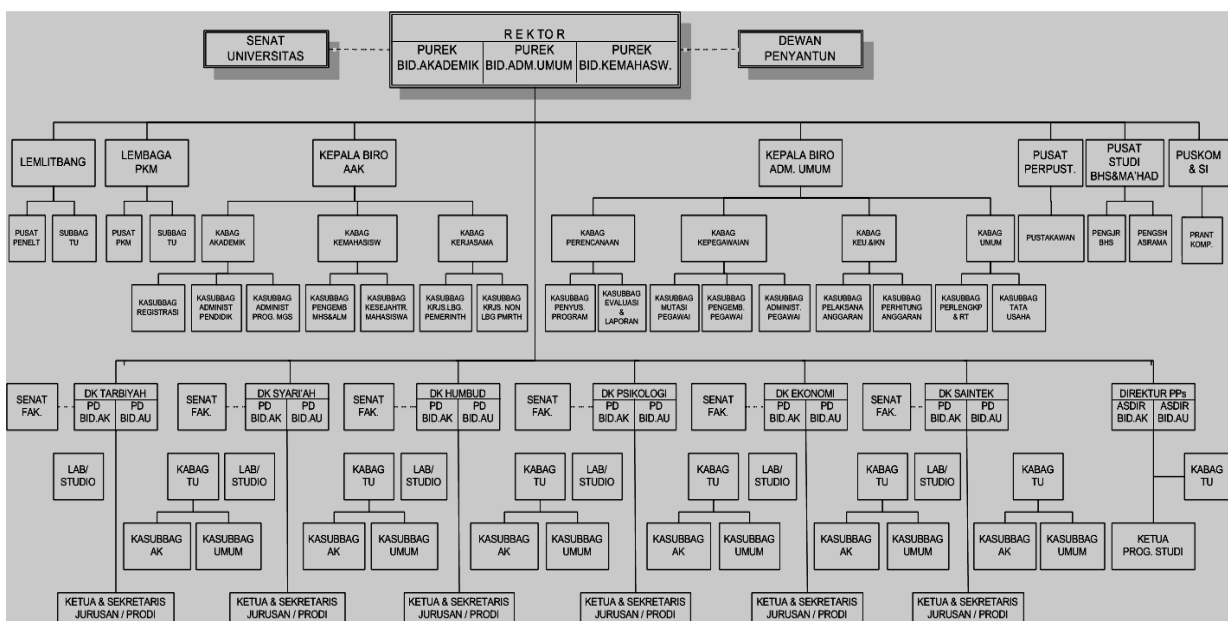 SENAT
UNIVERSITAS
R E K T O R
PUREK
BID.AKADEMIK
PUREK
BID.ADM.UMUM
PUREK
BID.KEMAHASW.
DEWAN
PENYANTUN
LEMLITBANG
LEMBAGA
PKM
KEPALA BIRO
AAK
KEPALA BIRO
ADM. UMUM
PUSAT
PERPUST.
PUSAT
STUDI
BHS&MA'HAD
PUSKOM
& SI
PUSAT
PENELT
SUBBAG
TU
PUSAT
PKM
SUBBAG
TU
KABAG
AKADEMIK
KABAG
KEMAHASISW
KABAG
KERJASAMA
KABAG
PERENCANAAN
KABAG
KEPEGAWAIAN
KABAG
KEU.&IKN
KABAG
UMUM
PUSTAKAWAN
PENGJR
BHS
PENGSH
ASRAMA
PRANT
KOMP.
KASUBBAG
REGISTRASI
KASUBBAG
ADMINIST
PENDIDIK
KASUBBAG
ADMINIST
PROG. MGS
KASUBBAG
PENGEMB
MHS&ALM
KASUBBAG
KESEJAHTR.
MAHASISWA
KASUBBAG
KRJS.LBG.
PEMERINTH
KASUBBAG
KRJS. NON
LBG PMRTH
KASUBBAG
PENYUS.
PROGRAM
KASUBBAG
EVALUASI
&
LAPORAN
KASUBBAG
MUTASI
PEGAWAI
KASUBBAG
PENGEMB.
PEGAWAI
KASUBBAG
ADMINIST.
PEGAWAI
KASUBBAG
PELAKSANA
ANGGARAN
KASUBBAG
PERHITUNG
ANGGARAN
KASUBBAG
PERLENGKP
& RT
KASUBBAG
TATA
USAHA
SENAT
FAK.
DK TARBIYAH
PD
BID.AK
PD
BID.AU
SENAT
FAK.
DK SYARI'AH
PD
BID.AK
PD
BID.AU
SENAT
FAK.
DK HUMBUD
PD
BID.AK
PD
BID.AU
SENAT
FAK.
DK PSIKOLOGI
PD
BID.AK
PD
BID.AU
SENAT
FAK.
DK EKONOMI
PD
BID.AK
PD
BID.AU
SENAT
FAK.
DK SAINTEK
PD
BID.AK
PD
BID.AU
DIREKTUR PPs
ASDIR
BID.AK
ASDIR
BID.AU
LAB/
STUDIO
KABAG
TU
LAB/
STUDIO
KABAG
TU
LAB/
STUDIO
KABAG
TU
LAB/
STUDIO
KABAG
TU
LAB/
STUDIO
KABAG
TU
LAB/
STUDIO
KABAG
TU
KABAG
TU
KASUBBAG
AK
KASUBBAG
UMUM
KASUBBAG
AK
KASUBBAG
UMUM
KASUBBAG
AK
KASUBBAG
UMUM
KASUBBAG
AK
KASUBBAG
UMUM
KASUBBAG
AK
KASUBBAG
UMUM
KASUBBAG
AK
KASUBBAG
UMUM
KETUA
PROG. STUDI
KETUA & SEKRETARIS
JURUSAN / PRODI
KETUA & SEKRETARIS
JURUSAN / PRODI
KETUA & SEKRETARIS
JURUSAN / PRODI
KETUA & SEKRETARIS
JURUSAN / PRODI
KETUA & SEKRETARIS
JURUSAN / PRODI
KETUA & SEKRETARIS
JURUSAN / PRODI